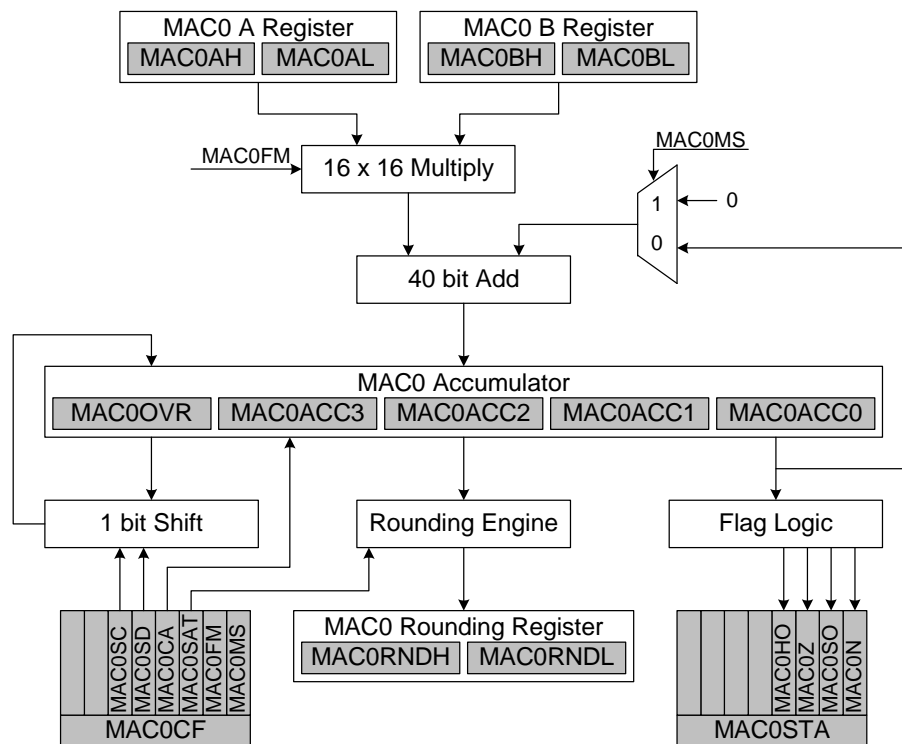 MAC0 A Register
MAC0AH MAC0AL
MAC0 B Register
MAC0BH MAC0BL
MAC0FM
16 x 16 Multiply
MAC0MS
1
0
0
40 bit Add
MAC0 Accumulator
MAC0OVR MAC0ACC3 MAC0ACC2 MAC0ACC1 MAC0ACC0
1 bit Shift
Rounding Engine
Flag Logic
MAC0SC
MAC0SD
MAC0CA
MAC0SAT
MAC0FM
MAC0MS
MAC0CF
MAC0 Rounding Register
MAC0RNDH MAC0RNDL
MAC0HO
MAC0Z
MAC0SO
MAC0N
MAC0STA